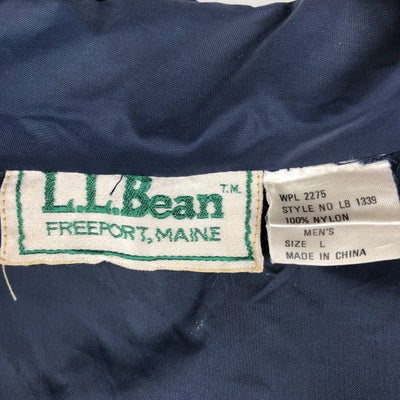 L.L.Bean T.M.
FREEPORT, MAINE
WPL 2275
STYLE NO LB 1339
100% NYLON
MEN'S
SIZE L
MADE IN CHINA